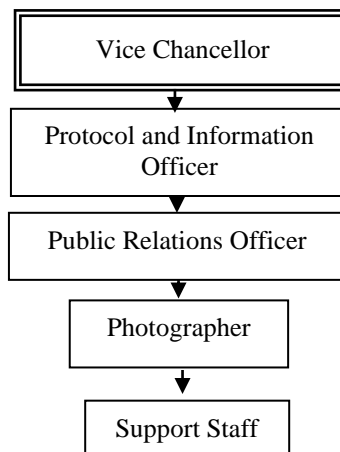 Vice Chancellor
Protocol and Information
Officer
Public Relations Officer
Photographer
Support Staff